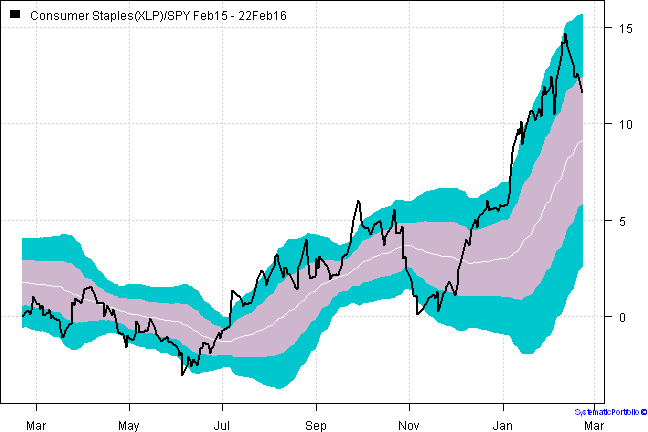 Consumer Staples(XLP)/SPY Feb15 - 22Feb16
15
10
5
0
SystematicPortfolio ©
Mar May Jul Sep Nov Jan Mar